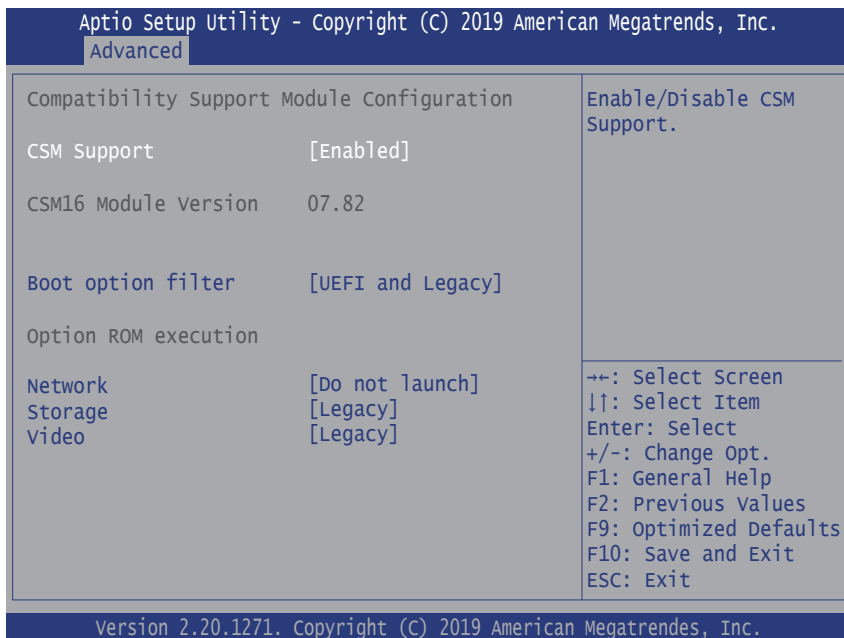 Aptio Setup Utility - Copyright (C) 2019 American Megatrends, Inc.
Advanced
Compatibility Support Module Configuration
CSM Support [Enabled]
CSM16 Module Version 07.82
Boot option filter [UEFI and Legacy]
Option ROM execution
Network [Do not launch]
Storage [Legacy]
Video [Legacy]
Enable/Disable CSM
Support.
→←: Select Screen
↓↑: Select Item
Enter: Select
+/-: Change Opt.
F1: General Help
F2: Previous Values
F9: Optimized Defaults
F10: Save and Exit
ESC: Exit
Version 2.20.1271. Copyright (C) 2019 American Megatrendes, Inc.